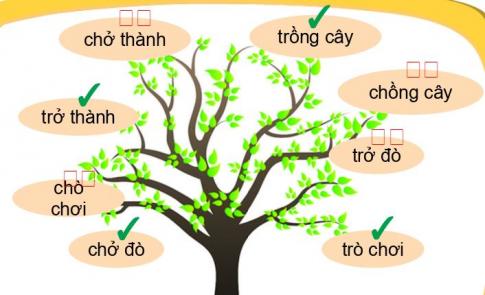 chở thành
trồng cây
chồng cây
trở thành
trở đò
chò
chơi
chở đò
trò chơi